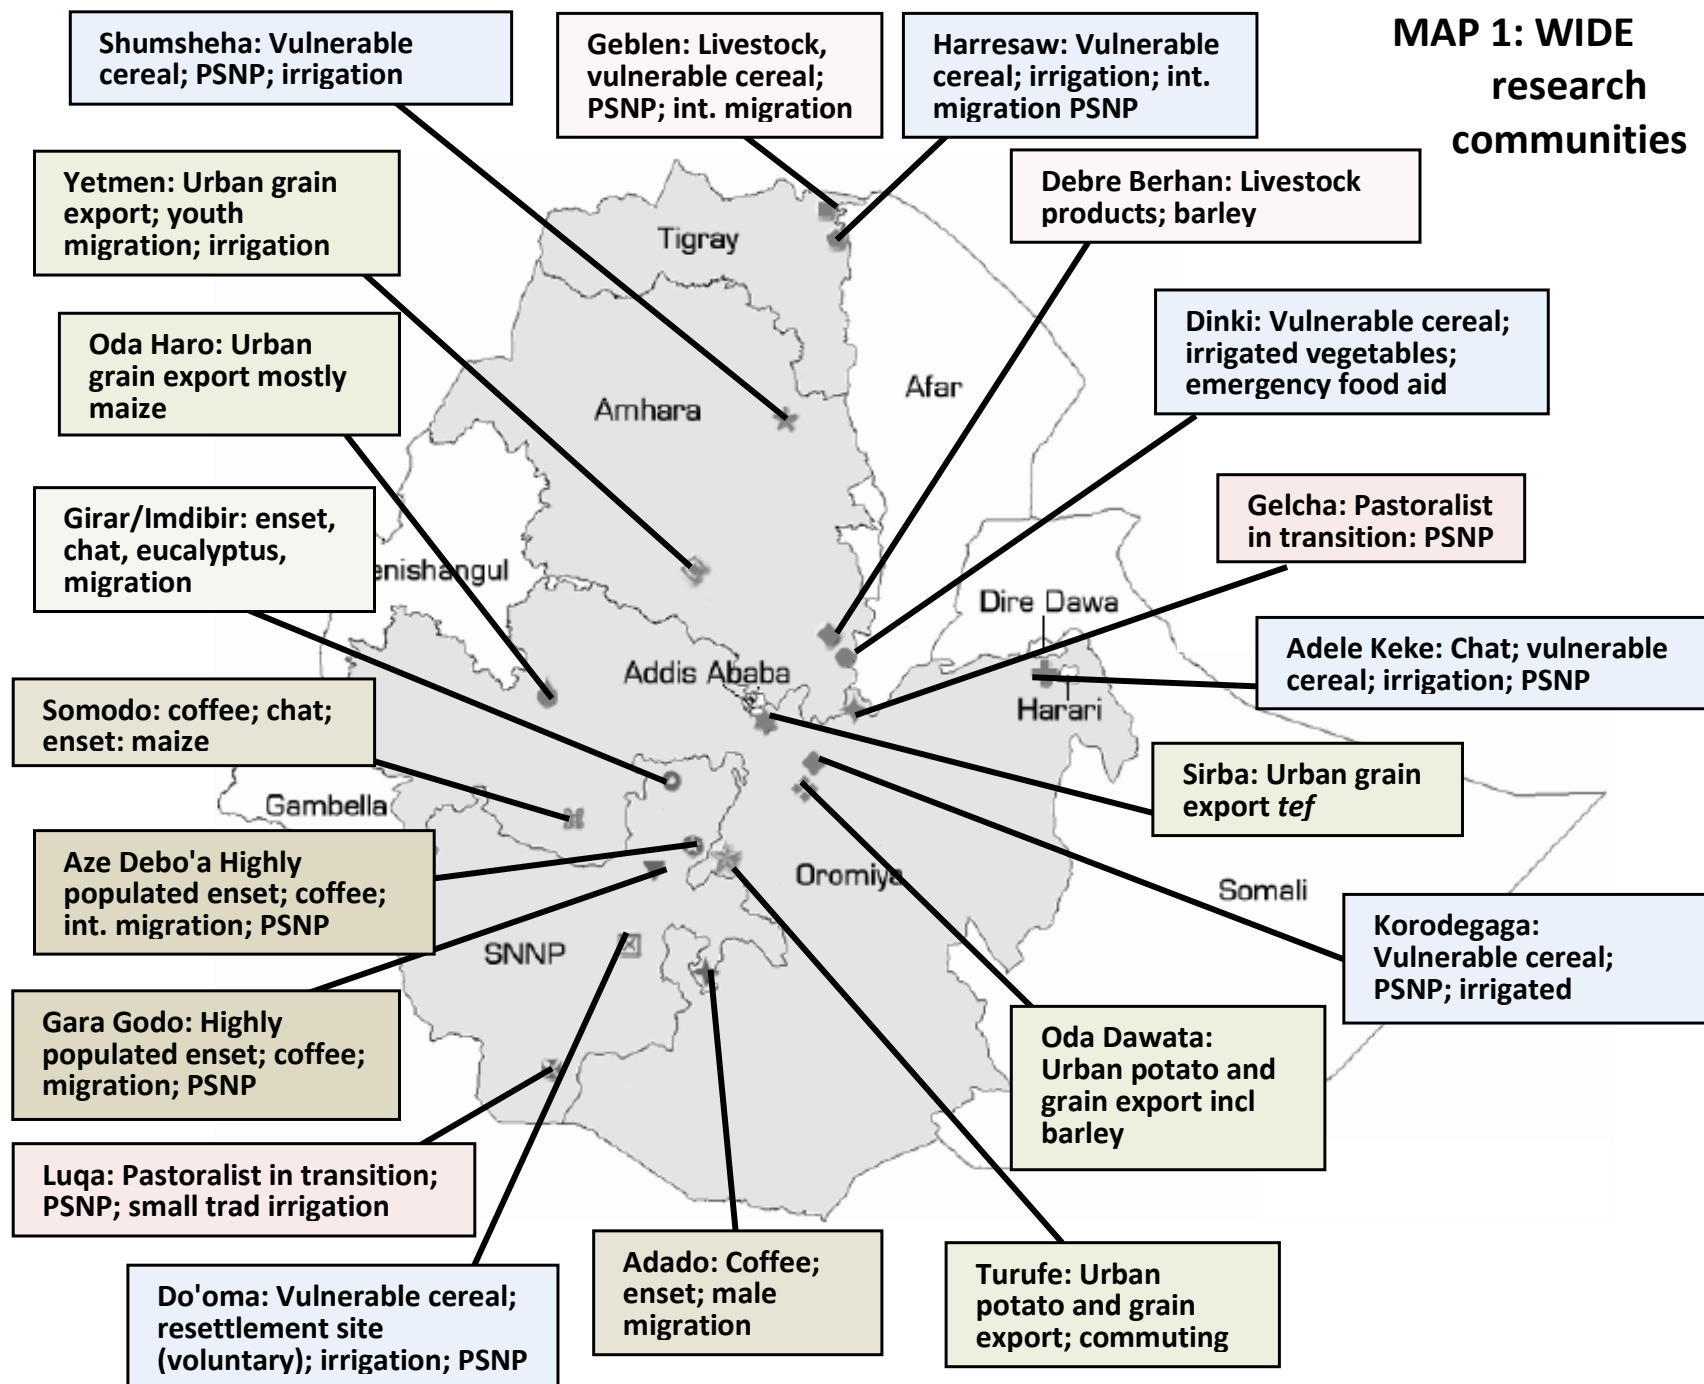 MAP 1: WIDE
research
communities
Shumsheha: Vulnerable
cereal; PSNP; irrigation
Geblen: Livestock,
vulnerable cereal;
PSNP; int. migration
Harresaw: Vulnerable
cereal; irrigation; int.
migration PSNP
Yetmen: Urban grain
export; youth
migration; irrigation
Debre Berhan: Livestock
products; barley
Tigray
Oda Haro: Urban
grain export mostly
maize
Dinki: Vulnerable cereal;
irrigated vegetables;
emergency food aid
Afar
Amhara
Girar/Imdibir: enset,
chat, eucalyptus,
migration
Gelcha: Pastoralist
in transition: PSNP
enishangul
Dire Dawa
Addis Ababa
Adele Keke: Chat; vulnerable
cereal; irrigation; PSNP
Harari
Somodo: coffee; chat;
enset: maize
Sirba: Urban grain
export tef
Gambella
Aze Debo'a Highly
populated enset; coffee;
int. migration; PSNP
Oromiya
Somali
Korodegaga:
Vulnerable cereal;
PSNP; irrigated
SNNP
Gara Godo: Highly
populated enset; coffee;
migration; PSNP
Oda Dawata:
Urban potato and
grain export incl
barley
Luqa: Pastoralist in transition;
PSNP; small trad irrigation
Adado: Coffee;
enset; male
migration
Turufe: Urban
potato and grain
export; commuting
Do'oma: Vulnerable cereal;
resettlement site
(voluntary); irrigation; PSNP